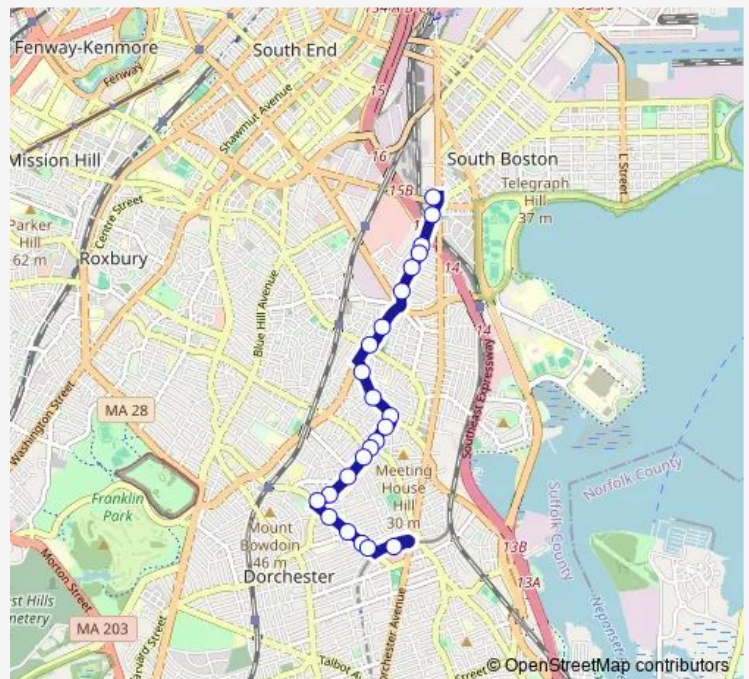 154 A-B-C
Fenway-Kenmore
South End
Fenway
15
Shawmut Avenue
16
Mission Hill
South Boston
L Street
15B
Telegraph
Hill
37 m
Centre Street
Parker
Hill
62 m
Roxbury
14
Blue Hill Avenue
14
Southeast Expressway
MA 28
Washington Street
Meeting
House
Hill
30 m
Suffolk County
Norfolk County
Franklin
Park
Mount
Bowdoin
46 m
13B
Dorchester
13A
Morton Street
MA 203
Talbot
© OpenStreetMap contributors